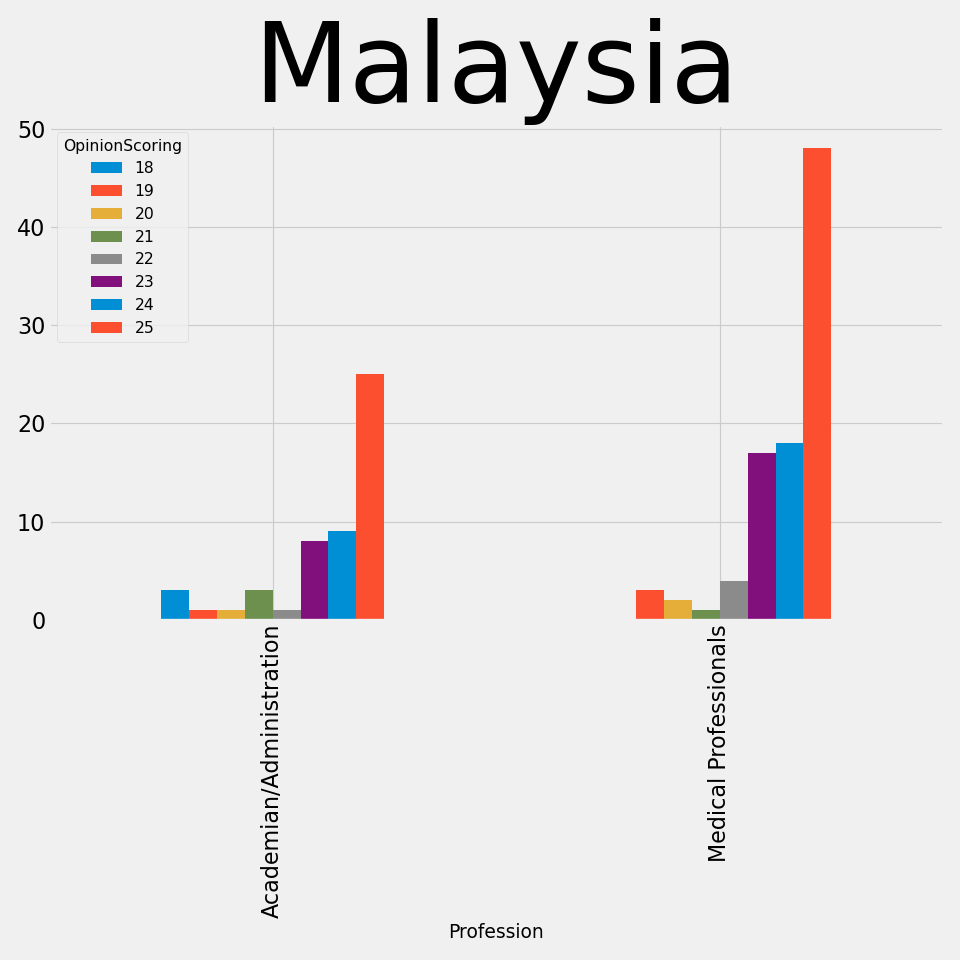 Malaysia
50
40
30
20
10
0
OpinionScoring
18
19
20
21
22
23
24
25
Academian/Administration
Medical Professionals
Profession